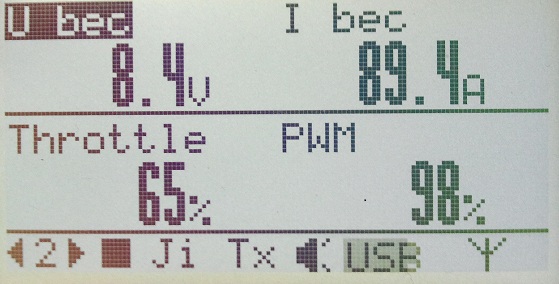 U bec I bec
8.4V 89.4A
Throttle PWM
65% 98%
2 Ji Tx USB